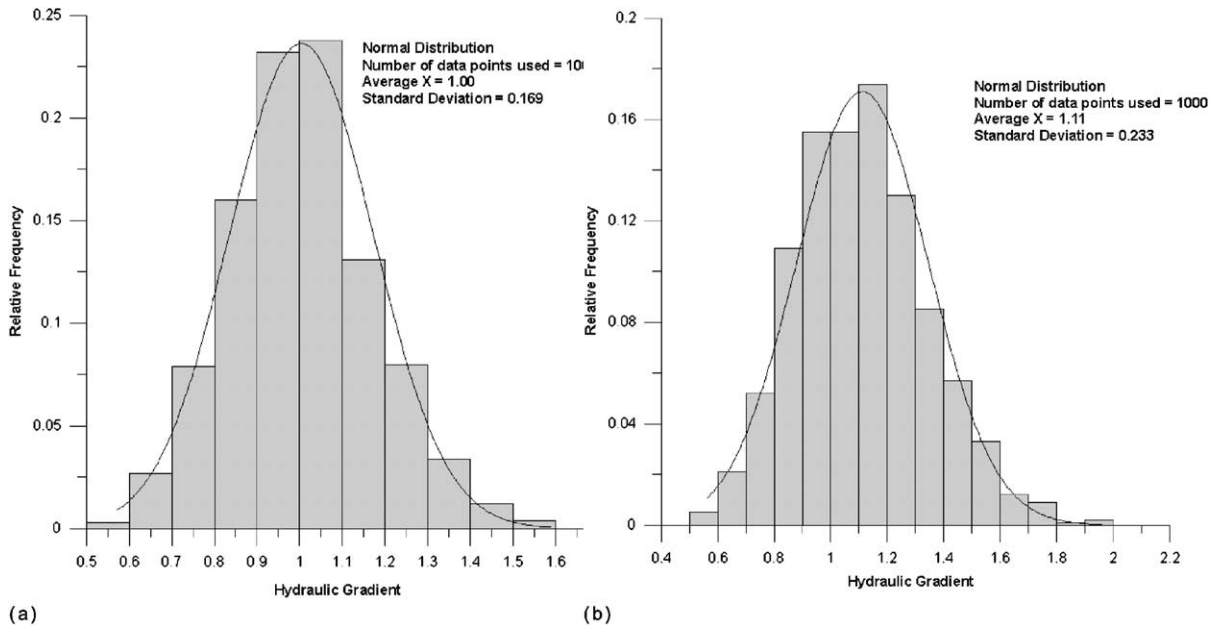 0.25
0.2
0.15
0.1
0.05
0
Relative Frequency
Normal Distribution
Number of data points used = 10
Average X = 1.00
Standard Deviation = 0.169
0.5 0.6 0.7 0.8 0.9 1 1.1 1.2 1.3 1.4 1.5 1.6
Hydraulic Gradient
(a)
0.2
0.16
0.12
0.08
0.04
0
Relative Frequency
Normal Distribution
Number of data points used = 1000
Average X = 1.11
Standard Deviation = 0.233
0.4 0.6 0.8 1 1.2 1.4 1.6 1.8 2 2.2
Hydraulic Gradient
(b)